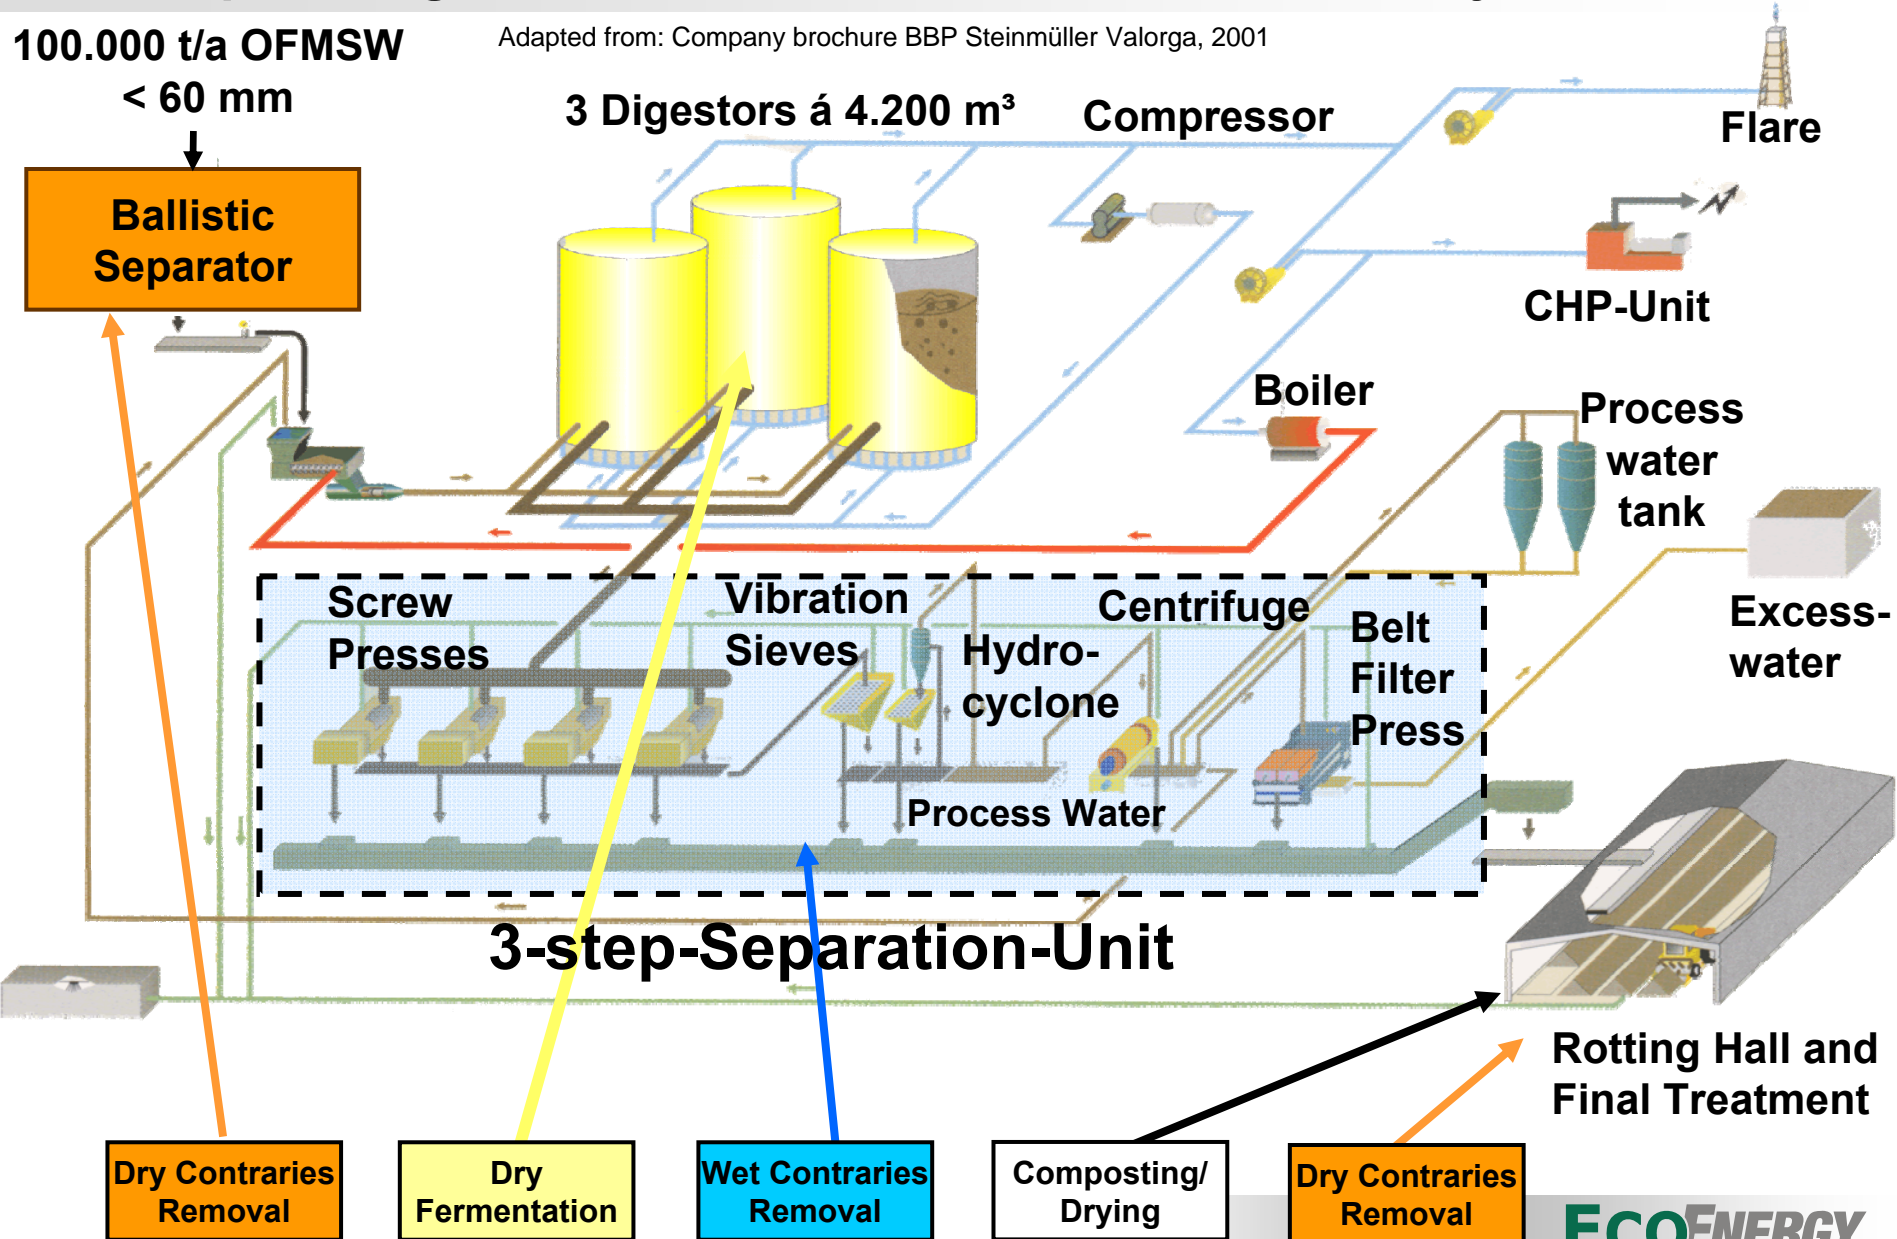 100.000 t/a OFMSW
< 60 mm
Adapted from: Company brochure BBP Steinmüller Valorga, 2001
3 Digestors á 4.200 m³
Compressor
Flare
Ballistic
Separator
CHP-Unit
Boiler
Process
water
tank
Excess-
water
Screw
Presses
Vibration
Sieves
Hydro-
cyclone
Centrifuge
Belt
Filter
Press
Process Water
3-step-Separation-Unit
Rotting Hall and
Final Treatment
Dry Contraries
Removal
Dry
Fermentation
Wet Contraries
Removal
Composting/
Drying
Dry Contraries
Removal
ECOENERGY